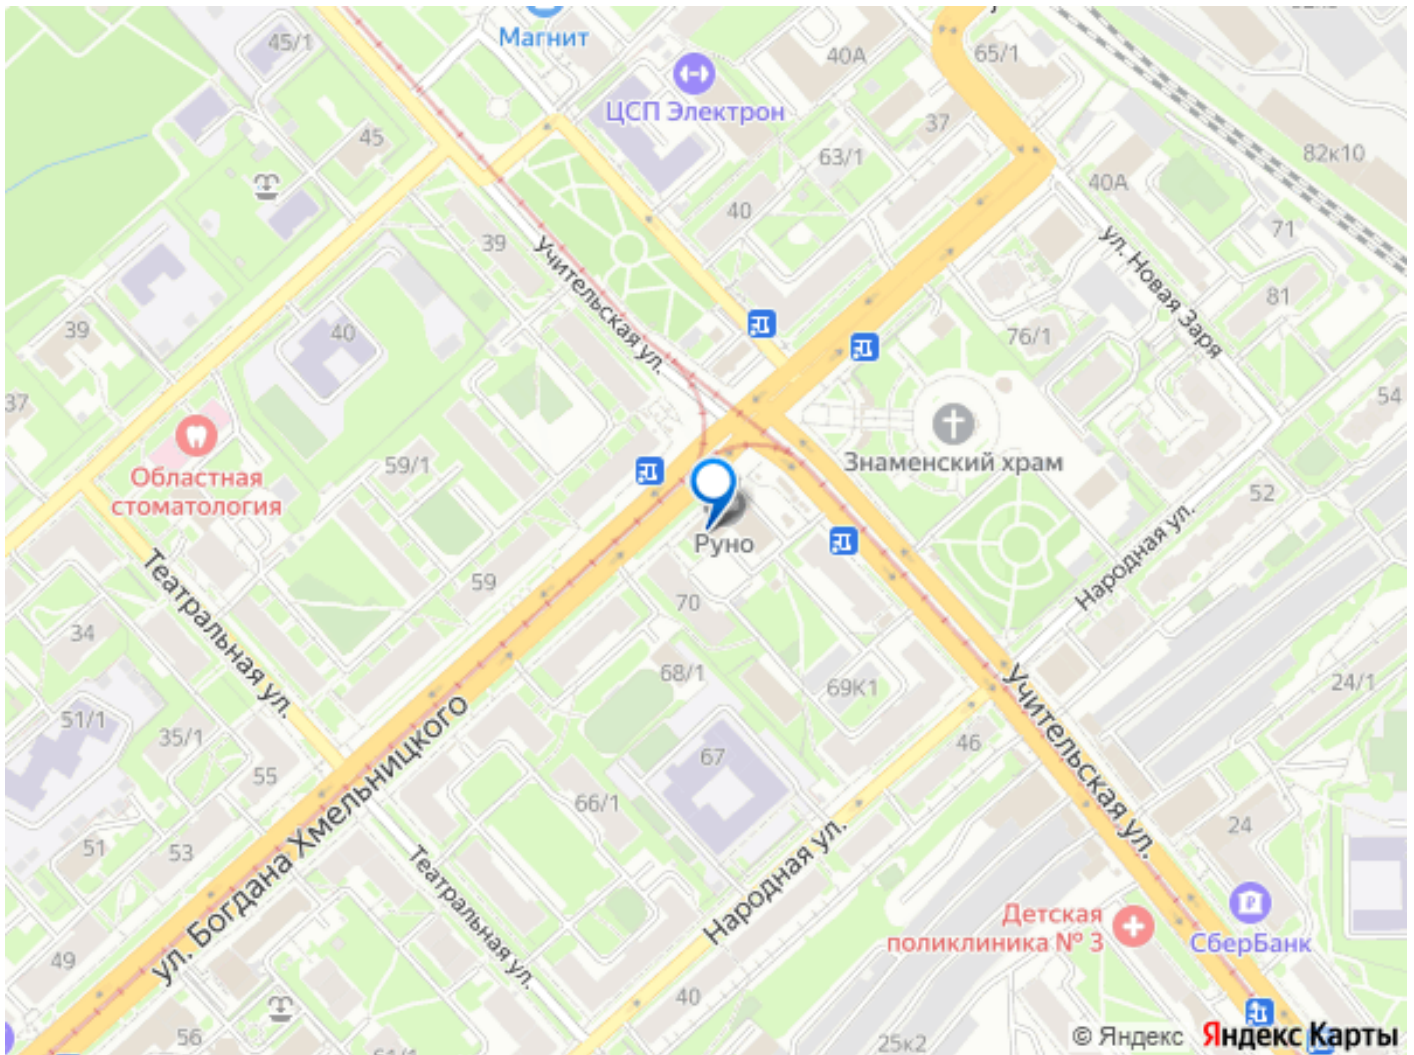 45/1
Магнит
40А
65/1
ЦСП Электрон
45
37
63/1
82к10
40А
40
71
39
Учительская ул.
ул. Новая Заря
81
39
40
76/1
54
37
Областная
стоматология
59/1
Знаменский храм
52
Руно
Народная ул.
59
70
Театральная ул.
34
68/1
69К1
Учительская ул.
24/1
51/1
35/1
67
46
55
ул. Богдана Хмельницкого
66/1
24
51
53
Театральная ул.
Народная ул.
Детская
поликлиника № 3
СберБанк
49
40
56
25к2
© Яндекс Яндекс Карты